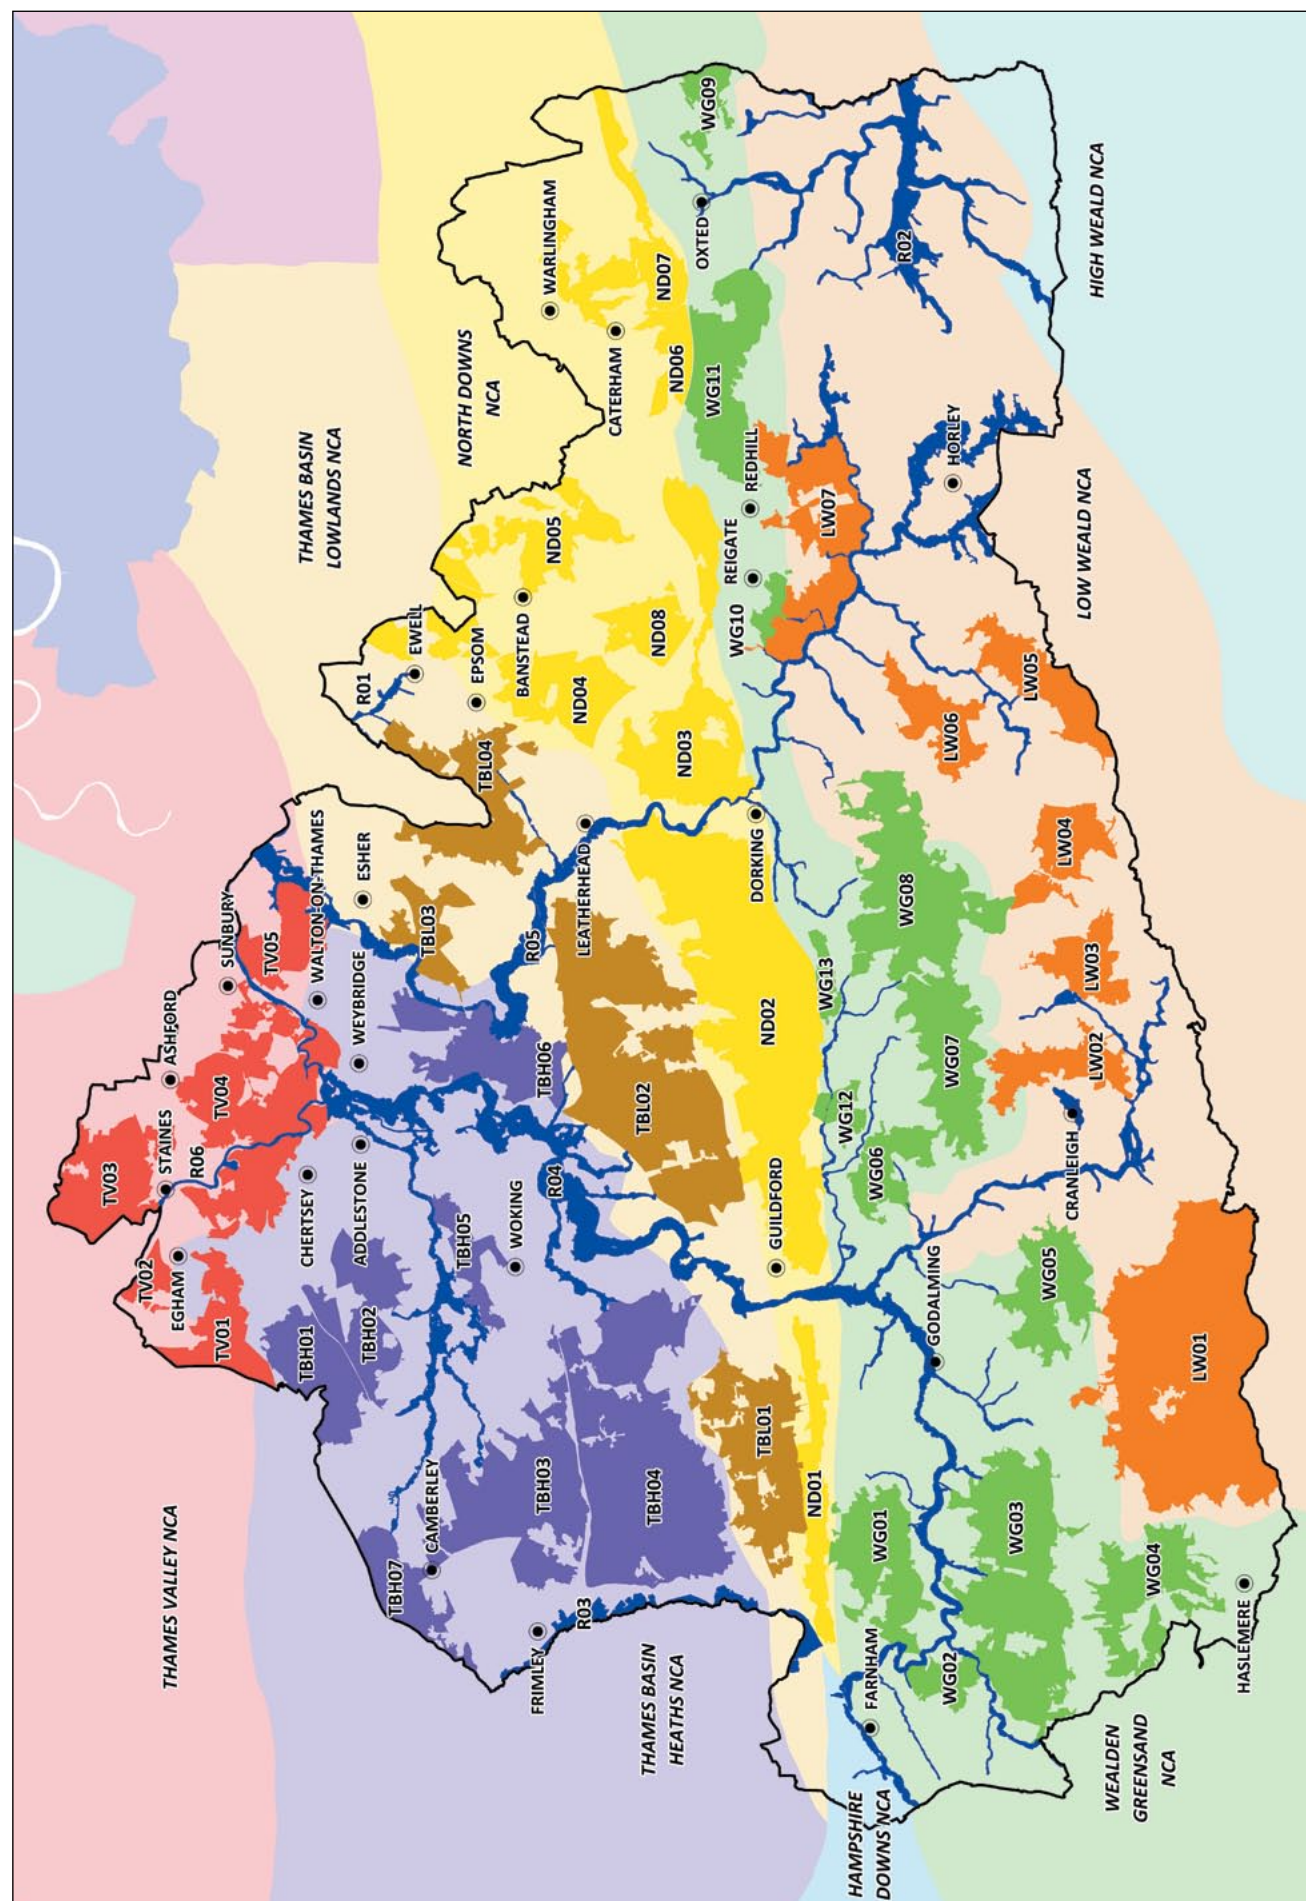 THAMES VALLEY NCA
THAMES BASIN
LOWLANDS NCA
NORTH DOWNS
NCA
THAMES BASIN
HEATHS NCA
HAMPSHIRE
DOWNS NCA
WEALDEN
GREENSAND
NCA
LOW WEALD NCA
HIGH WEALD NCA
TV03
STAINES
ASHFORD
SUNBURY
R06
TV02
EGHAM
TV01
TV04
TV05
WALTON-ON-THAMES
CHERTSEY
ADDLESTONE
WEYBRIDGE
ESHER
R01
EWELL
TBH01
TBH02
TBH05
WOKING
TBH07
CAMBERLEY
TBH03
TBH04
FRIMLEY
R03
R04
TBH06
R05
TBL03
TBL04
EPSOM
BANSTEAD
ND05
ND04
ND08
WARLINGHAM
CATERHAM
ND07
ND06
LEATHERHEAD
ND03
TBL02
TBL01
ND01
ND02
GUILDFORD
DORKING
REIGATE
REDHILL
WG10
WG11
OXTED
WG09
FARNHAM
WG01
WG02
WG03
WG04
HASLEMERE
GODALMING
WG05
WG06
WG12
WG13
WG07
WG08
CRANLEIGH
LW01
LW02
LW03
LW04
LW05
LW06
LW07
HORLEY
R02